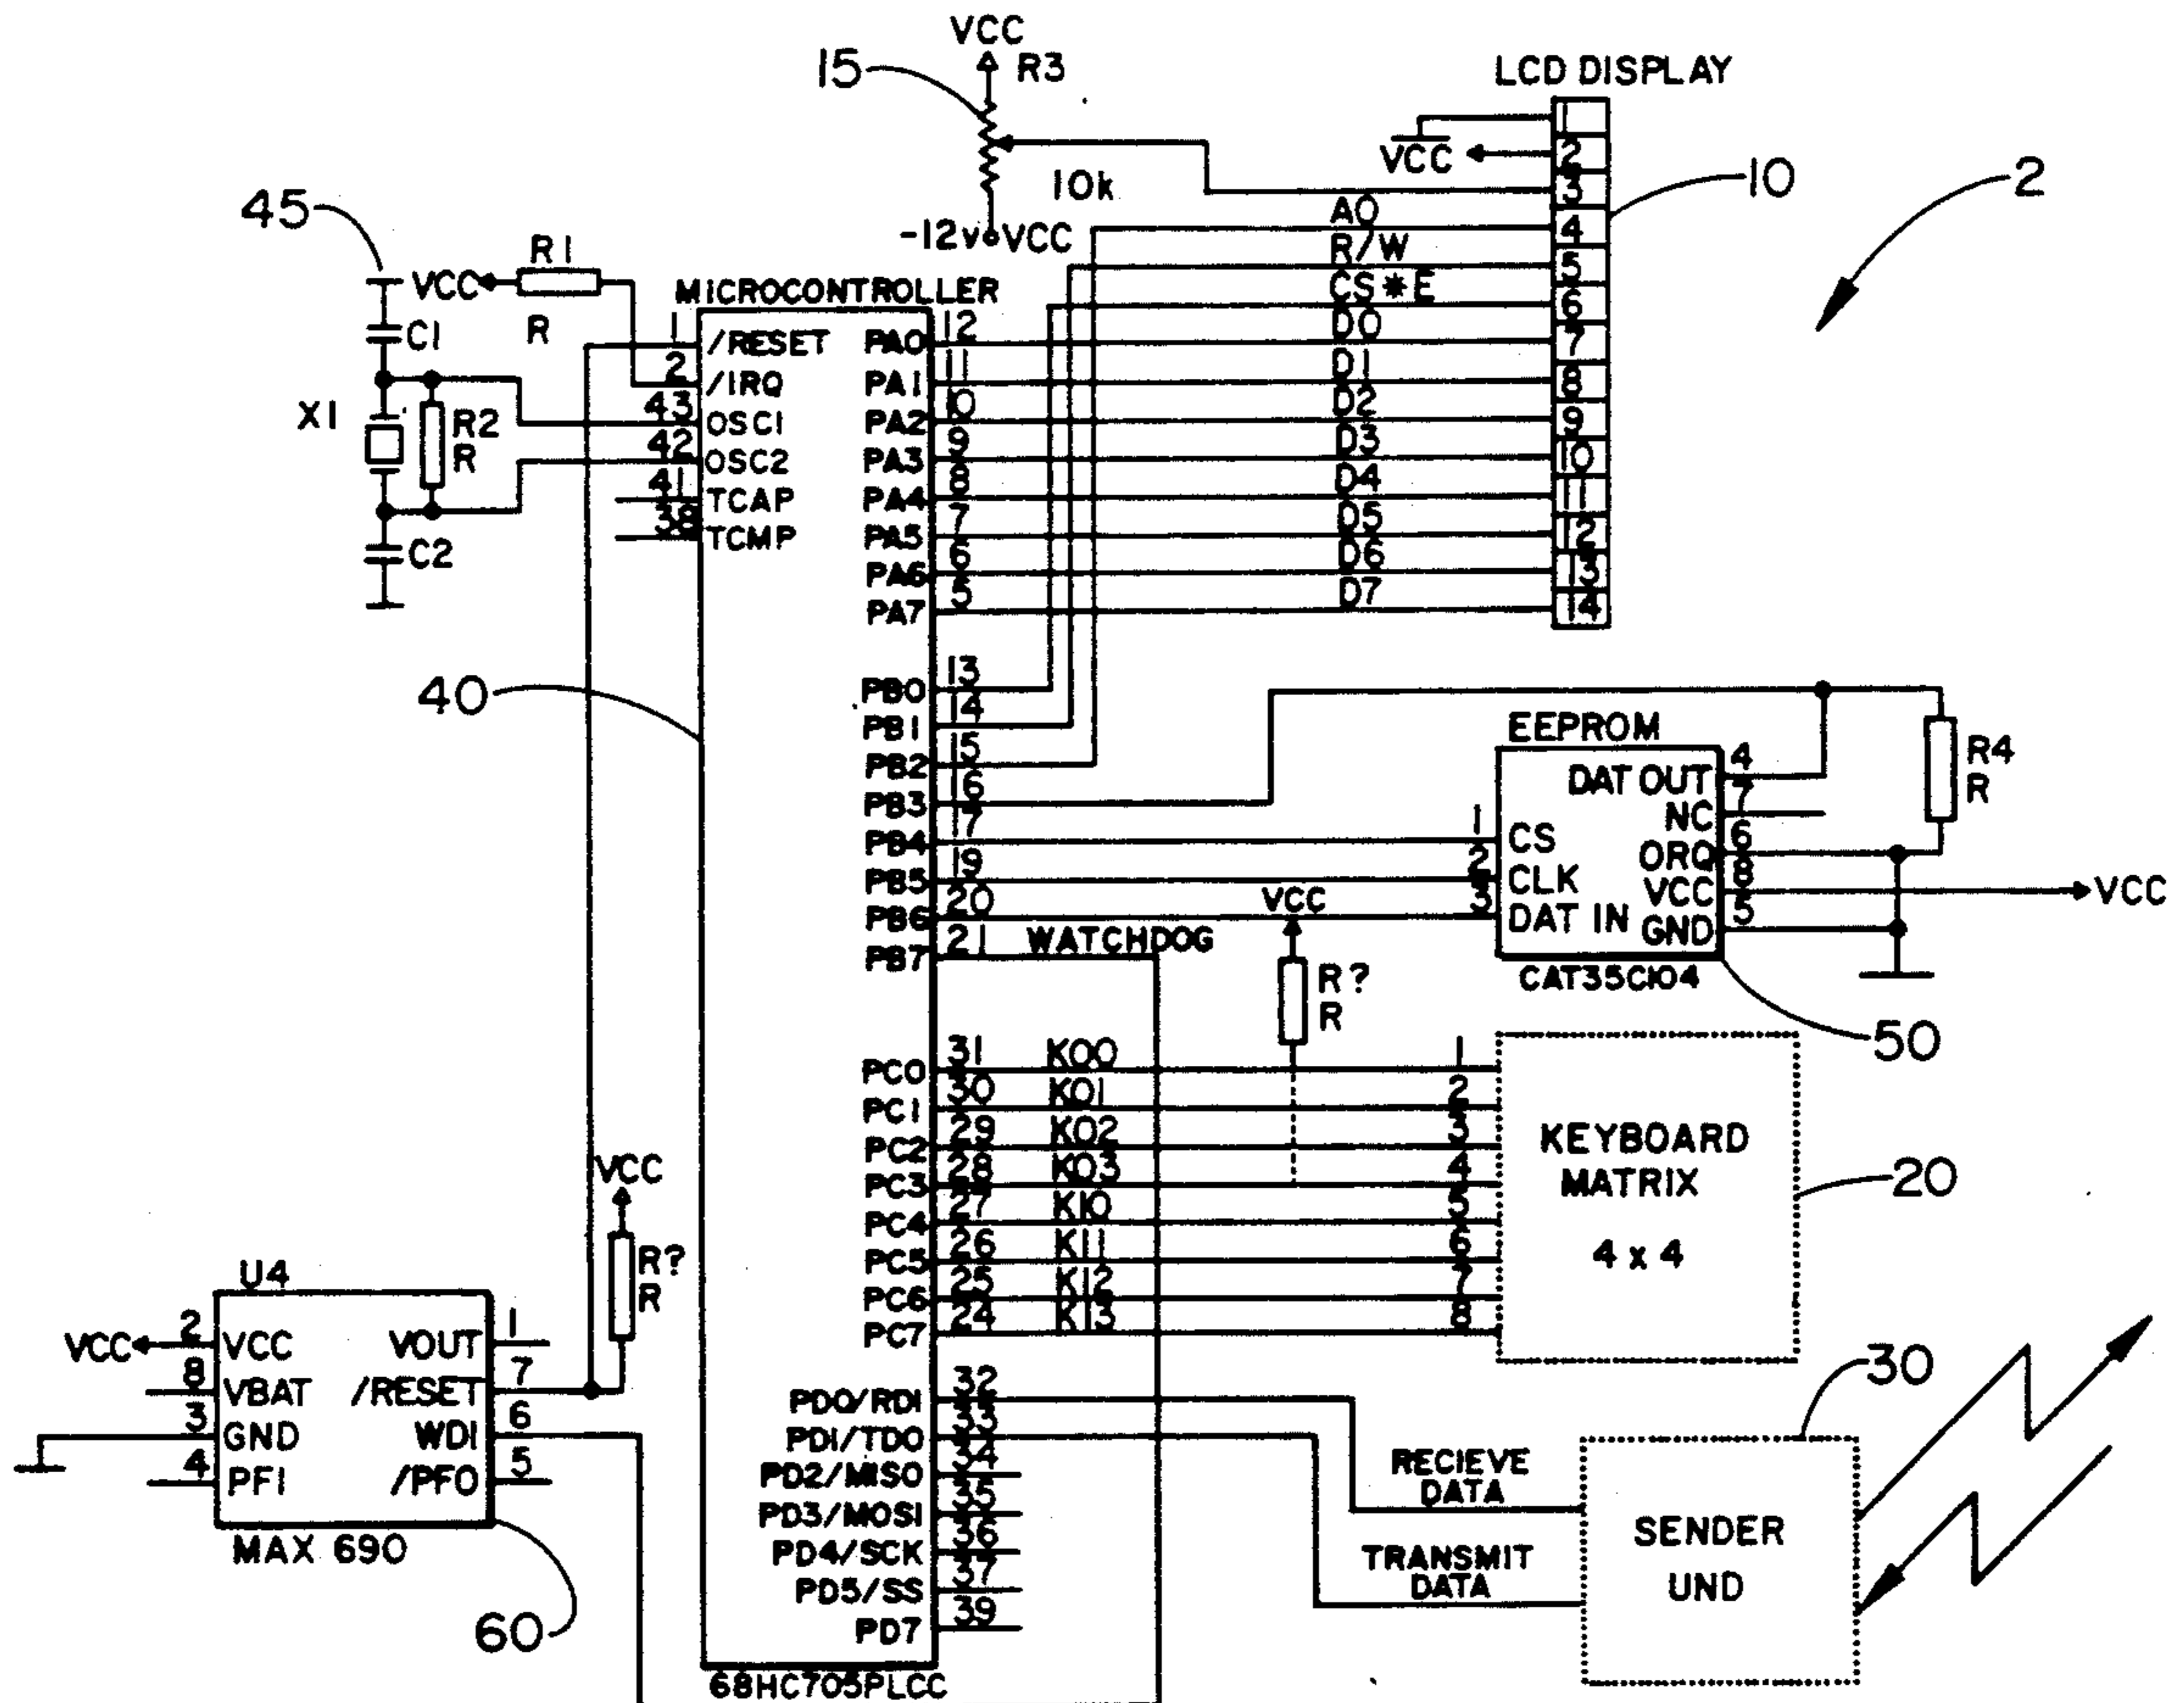 VCC
R3
15
10k
-12v VCC
LCD DISPLAY
1
VCC
2
3
4
5
6
7
8
9
10
11
12
13
14
10
2
A0
R/W
CS*E
D0
D1
D2
D3
D4
D5
D6
D7
45
VCC
R1
R
C1
X1
R2
R
C2
MICROCONTROLLER
1 /RESET
2 /IRQ
43 OSC1
42 OSC2
41 TCAP
38 TCMP
PA0 12
PA1 11
PA2 10
PA3 9
PA4 8
PA5 7
PA6 6
PA7 5
40
PB0 13
PB1 14
PB2 15
PB3 16
PB4 17
PB5 19
PB6 20
PB7 21 WATCHDOG
EEPROM
1 CS
2 CLK
3 DAT IN
DAT OUT 4
NC 7
ORQ 6
VCC 8
GND 5
CAT35C104
R4
R
VCC
50
VCC
R?
R
PC0 31 K00 1
PC1 30 K01 2
PC2 29 K02 3
PC3 28 K03 4
PC4 27 K10 5
PC5 26 K11 6
PC6 25 K12 7
PC7 24 K13 8
KEYBOARD
MATRIX
4 x 4
20
VCC
R?
R
U4
VCC
2 VCC
8 VBAT
3 GND
4 PFI
VOUT 1
/RESET 7
WDI 6
/PFO 5
MAX 690
60
PD0/RDI 32
PD1/TDO 33
PD2/MISO 34
PD3/MOSI 35
PD4/SCK 36
PD5/SS 37
PD7 39
68HC705PLCC
RECIEVE
DATA
TRANSMIT
DATA
SENDER
UND
30